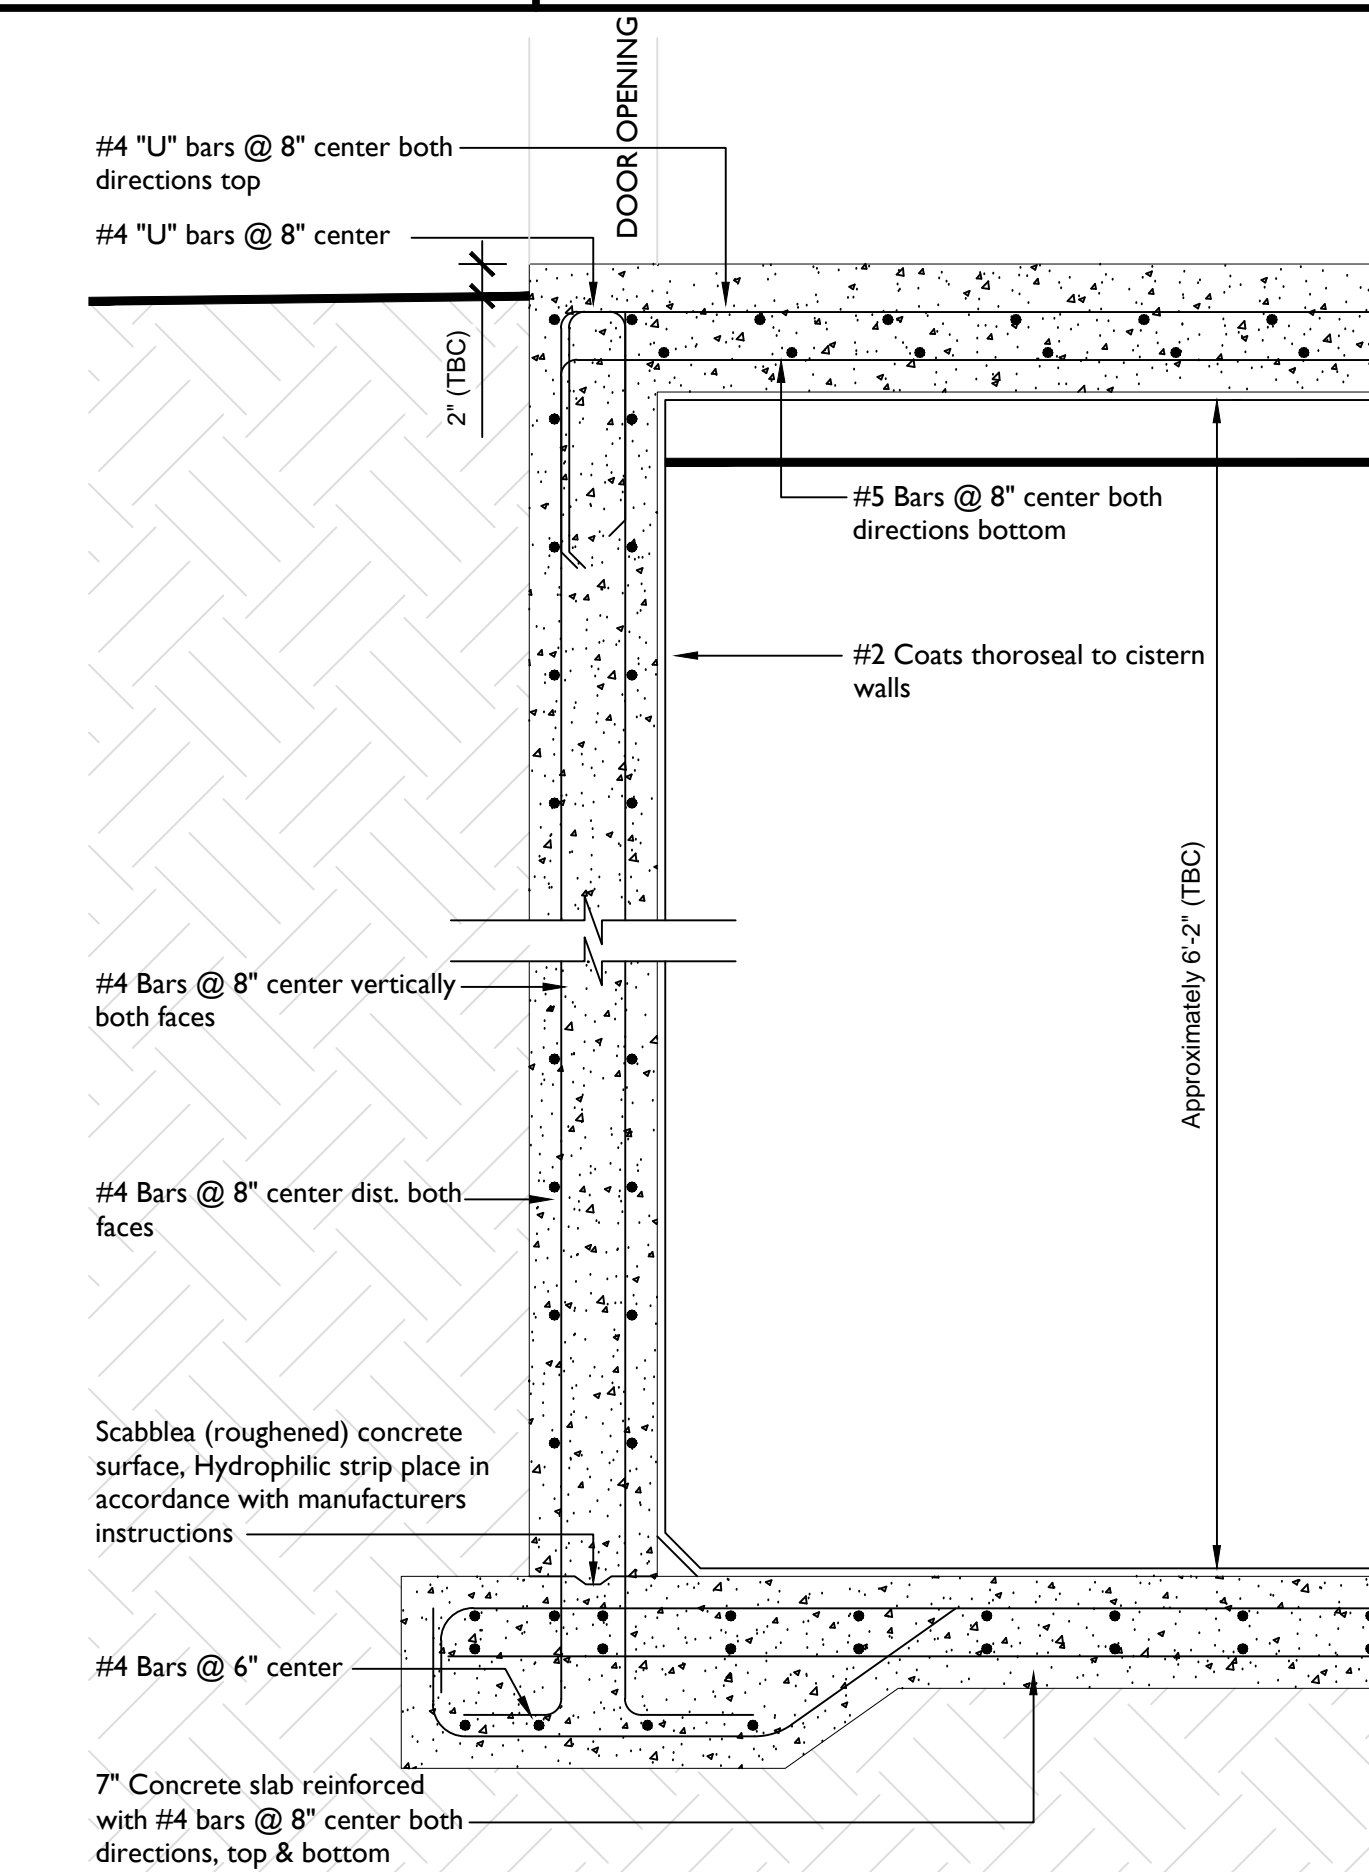 DOOR OPENING
#4 "U" bars @ 8" center both
directions top
#4 "U" bars @ 8" center
2" (TBC)
#5 Bars @ 8" center both
directions bottom
#2 Coats thoroseal to cistern
walls
Approximately 6'-2" (TBC)
#4 Bars @ 8" center vertically
both faces
#4 Bars @ 8" center dist. both
faces
Scabblea (roughened) concrete
surface, Hydrophilic strip place in
accordance with manufacturers
instructions
#4 Bars @ 6" center
7" Concrete slab reinforced
with #4 bars @ 8" center both
directions, top & bottom